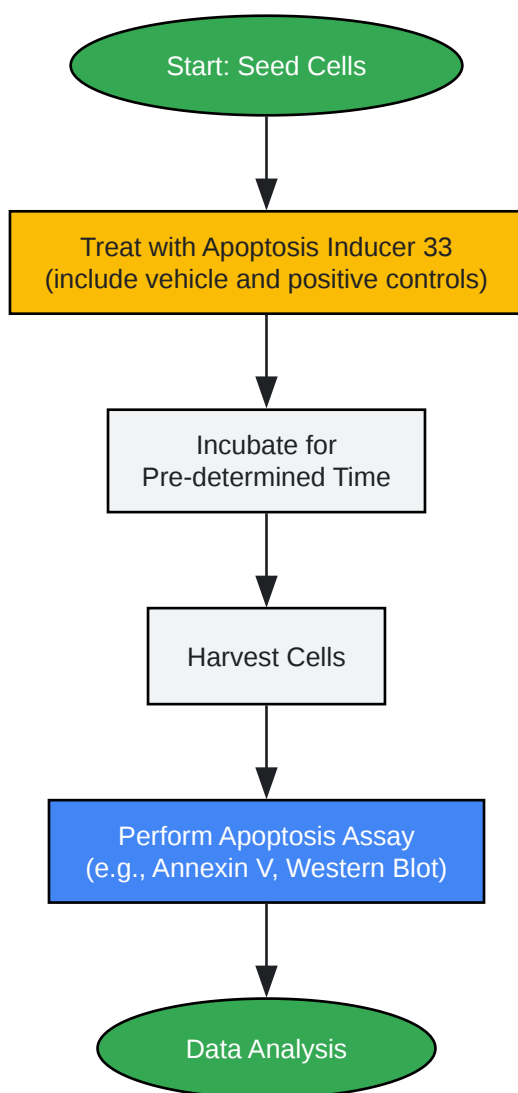 Start: Seed Cells
Treat with Apoptosis Inducer 33
(include vehicle and positive controls)
Incubate for
Pre-determined Time
Harvest Cells
Perform Apoptosis Assay
(e.g., Annexin V, Western Blot)
Data Analysis